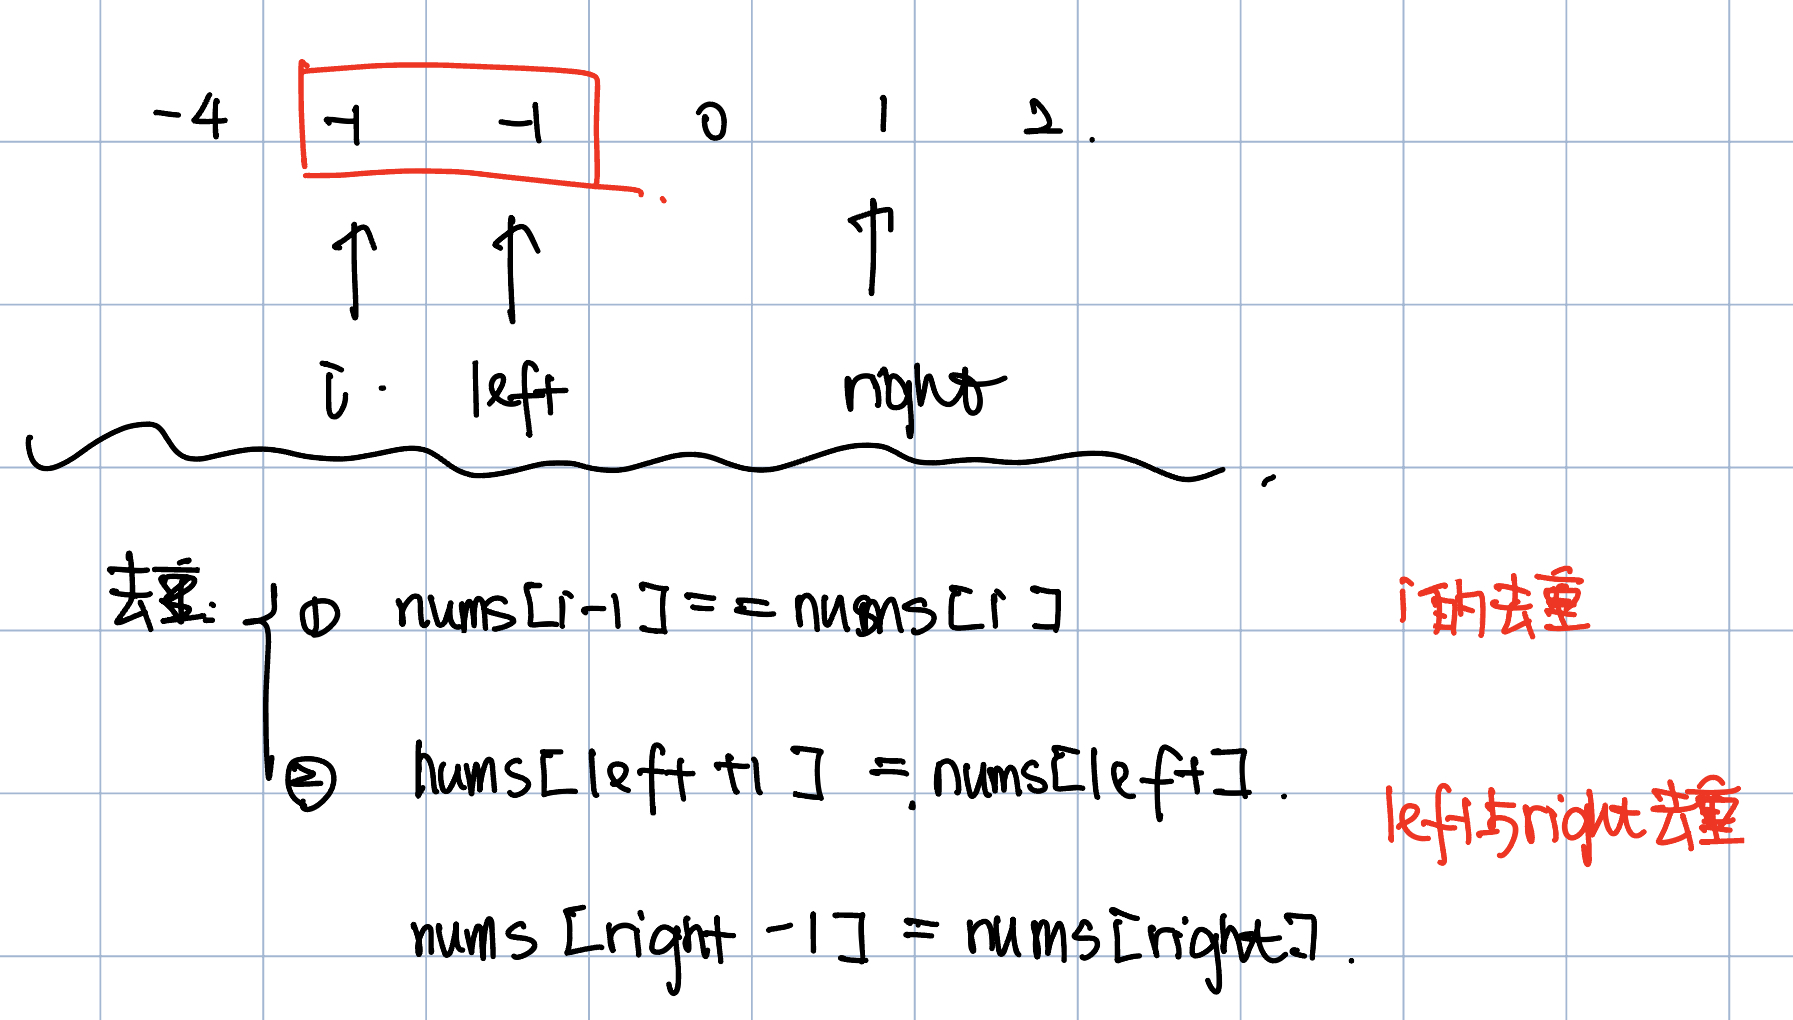 -4 -1 -1 0 1 2.
i. left right
去重: { ① nums[i-1]==nums[i] i的去重
② nums[left+1] = nums[left]. left与right去重
nums[right-1] = nums[right].